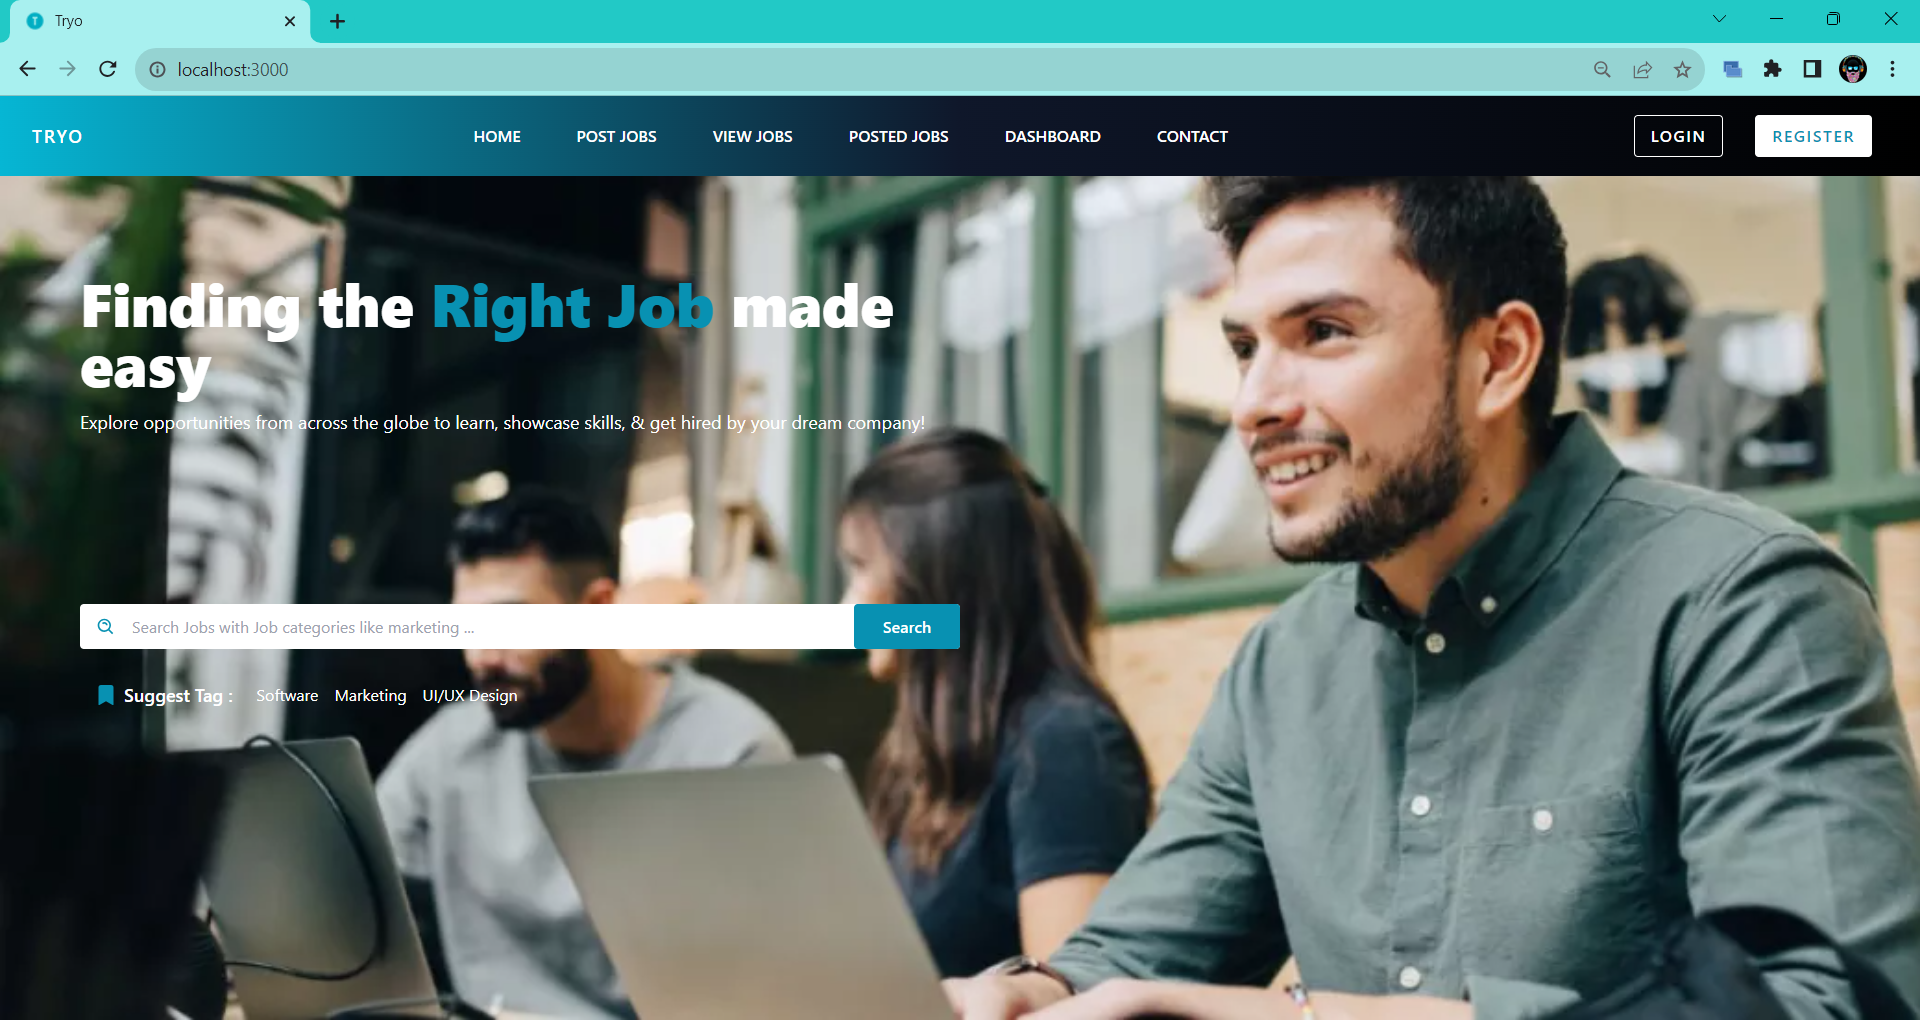 Tryo
localhost:3000
TRYO HOME POST JOBS VIEW JOBS POSTED JOBS DASHBOARD CONTACT LOGIN REGISTER
Finding the Right Job made
easy
Explore opportunities from across the globe to learn, showcase skills, & get hired by your dream company!
Search Jobs with Job categories like marketing ... Search
Suggest Tag : Software Marketing UI/UX Design